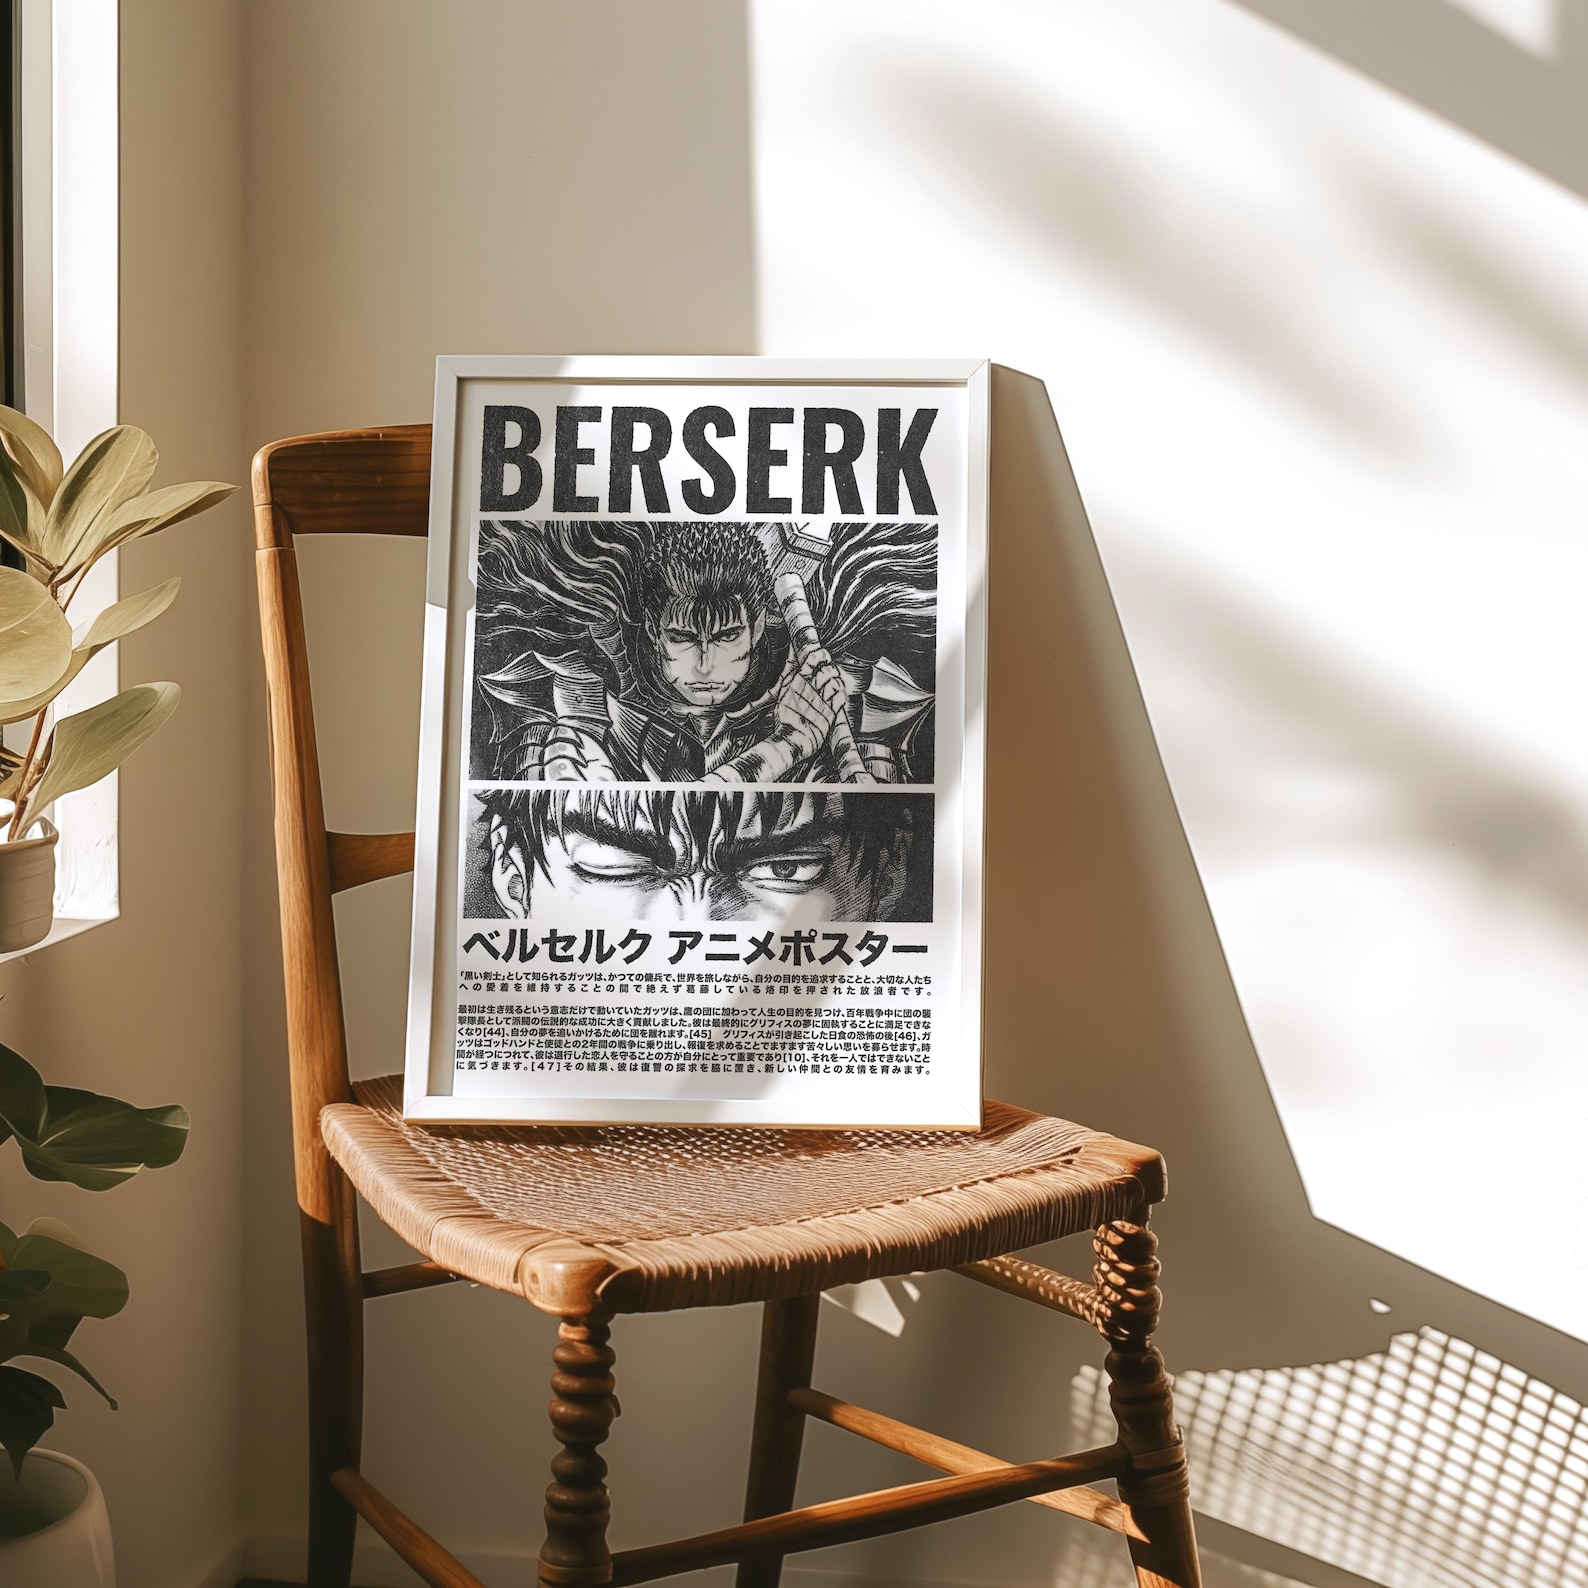 BERSERK
ベルセルク アニメポスター
「黒い剣士」として知られるガッツは、かつての傭兵で、世界を旅しながら、自分の目的を追求することと、大切な人たち
への愛着を維持することの間で絶えず葛藤している烙印を押された放浪者です。
最初は生き残るという意志だけで動いていたガッツは、鷹の団に加わって人生の目的を見つけ、百年戦争中に団の襲
撃隊長として派閥の伝説的な成功に大きく貢献しました。彼は最終的にグリフィスの夢に固執することに満足できな
くなり[44]、自分の夢を追いかけるために団を離れます。[45] グリフィスが引き起こした日食の後[46]、ガ
ッツはゴッドハンドと使徒との2年間の戦争に乗り出し、報復を求めることでますます苦々しい思いを募らせます。時
間が経つにつれて、彼は退行した恋人を守ることの方が自分にとって重要であり[10]、それを一人ではできないこと
に気づきます。[47]その結果、彼は復讐の探求を脇に置き、新しい仲間との友情を育みます。